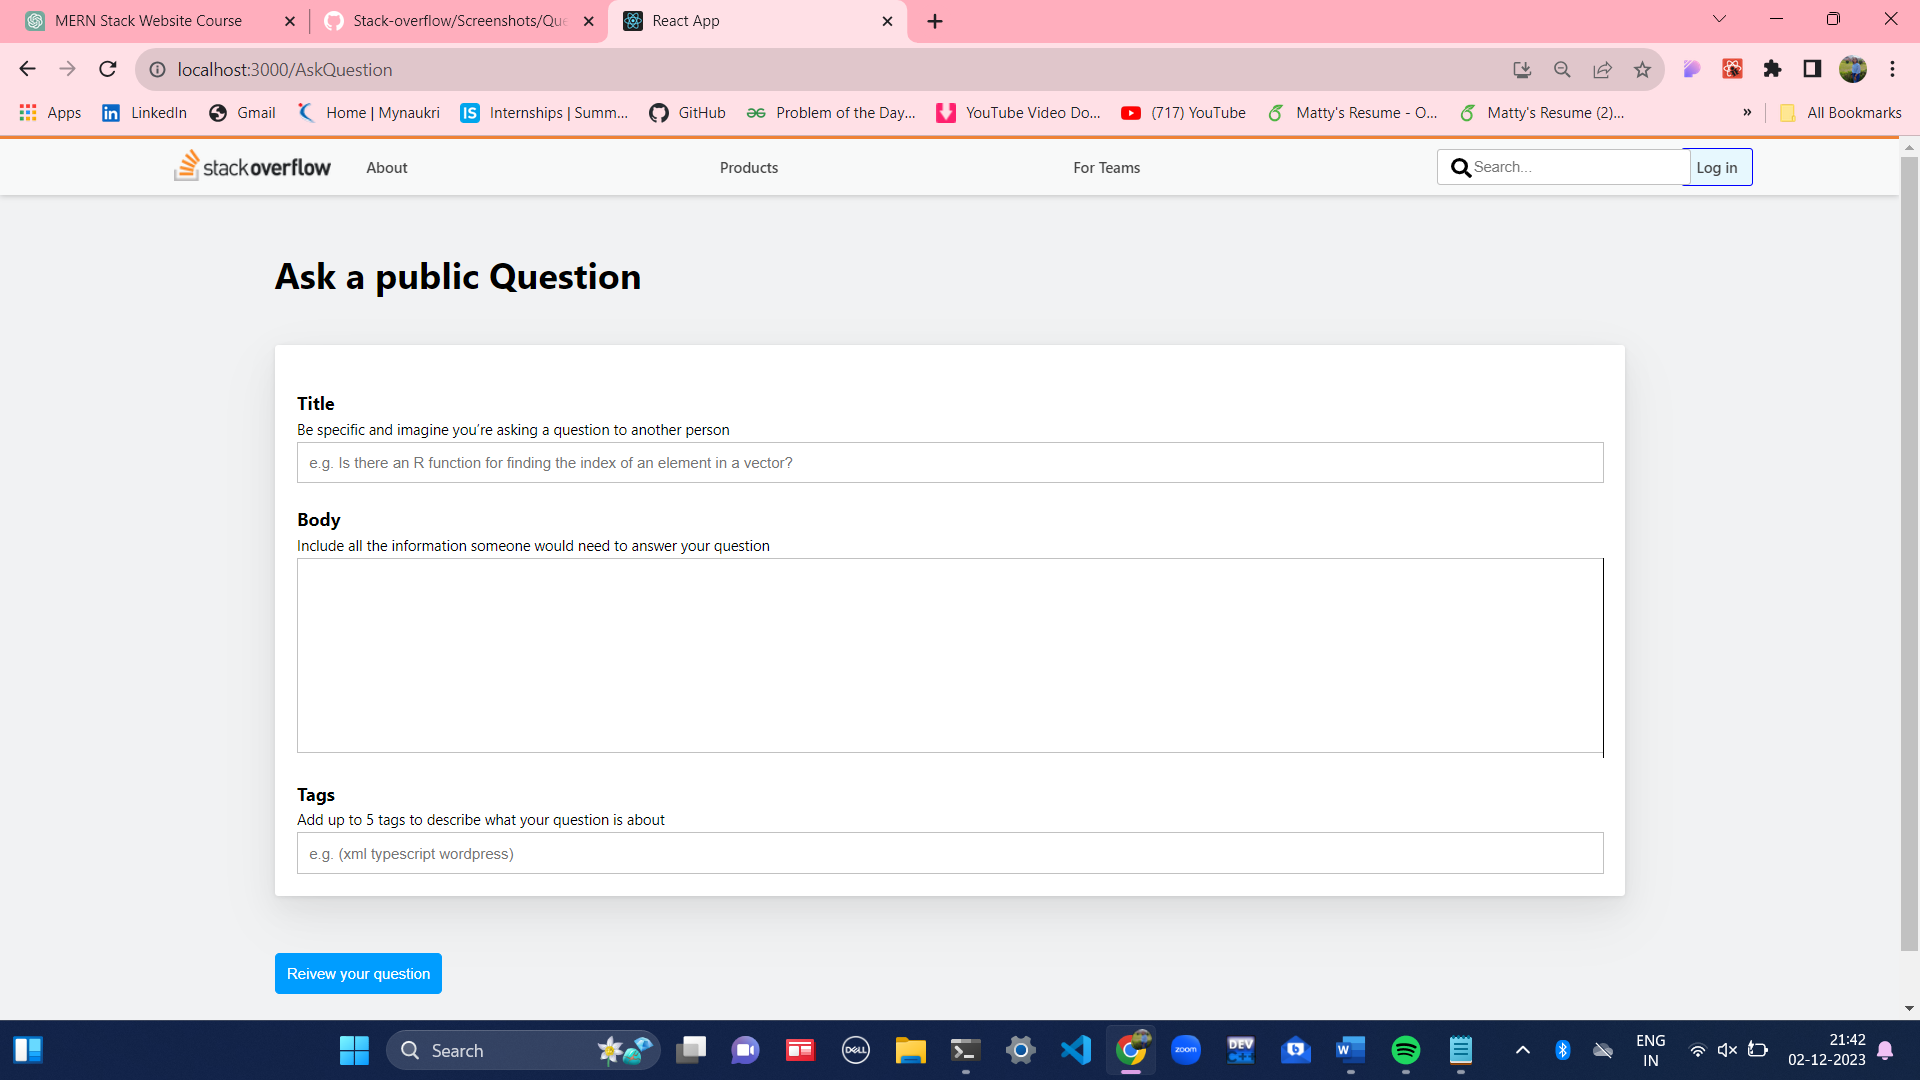 MERN Stack Website Course
Stack-overflow/Screenshots/Que
React App
localhost:3000/AskQuestion
Apps
LinkedIn
Gmail
Home | Mynaukri
IS
Internships | Summ...
GitHub
Problem of the Day...
YouTube Video Do...
(717) YouTube
Matty's Resume - O...
Matty's Resume (2)...
»
All Bookmarks
stackoverflow
About
Products
For Teams
Search...
Log in
Ask a public Question
Title
Be specific and imagine you’re asking a question to another person
e.g. Is there an R function for finding the index of an element in a vector?
Body
Include all the information someone would need to answer your question
Tags
Add up to 5 tags to describe what your question is about
e.g. (xml typescript wordpress)
Reivew your question
Search
DELL
zoom
DEV
W
ENG
IN
21:42
02-12-2023